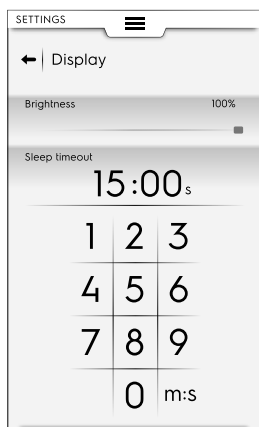 SETTINGS
Display
Brightness 100%
Sleep timeout
15:00s
1 2 3
4 5 6
7 8 9
0 m:s